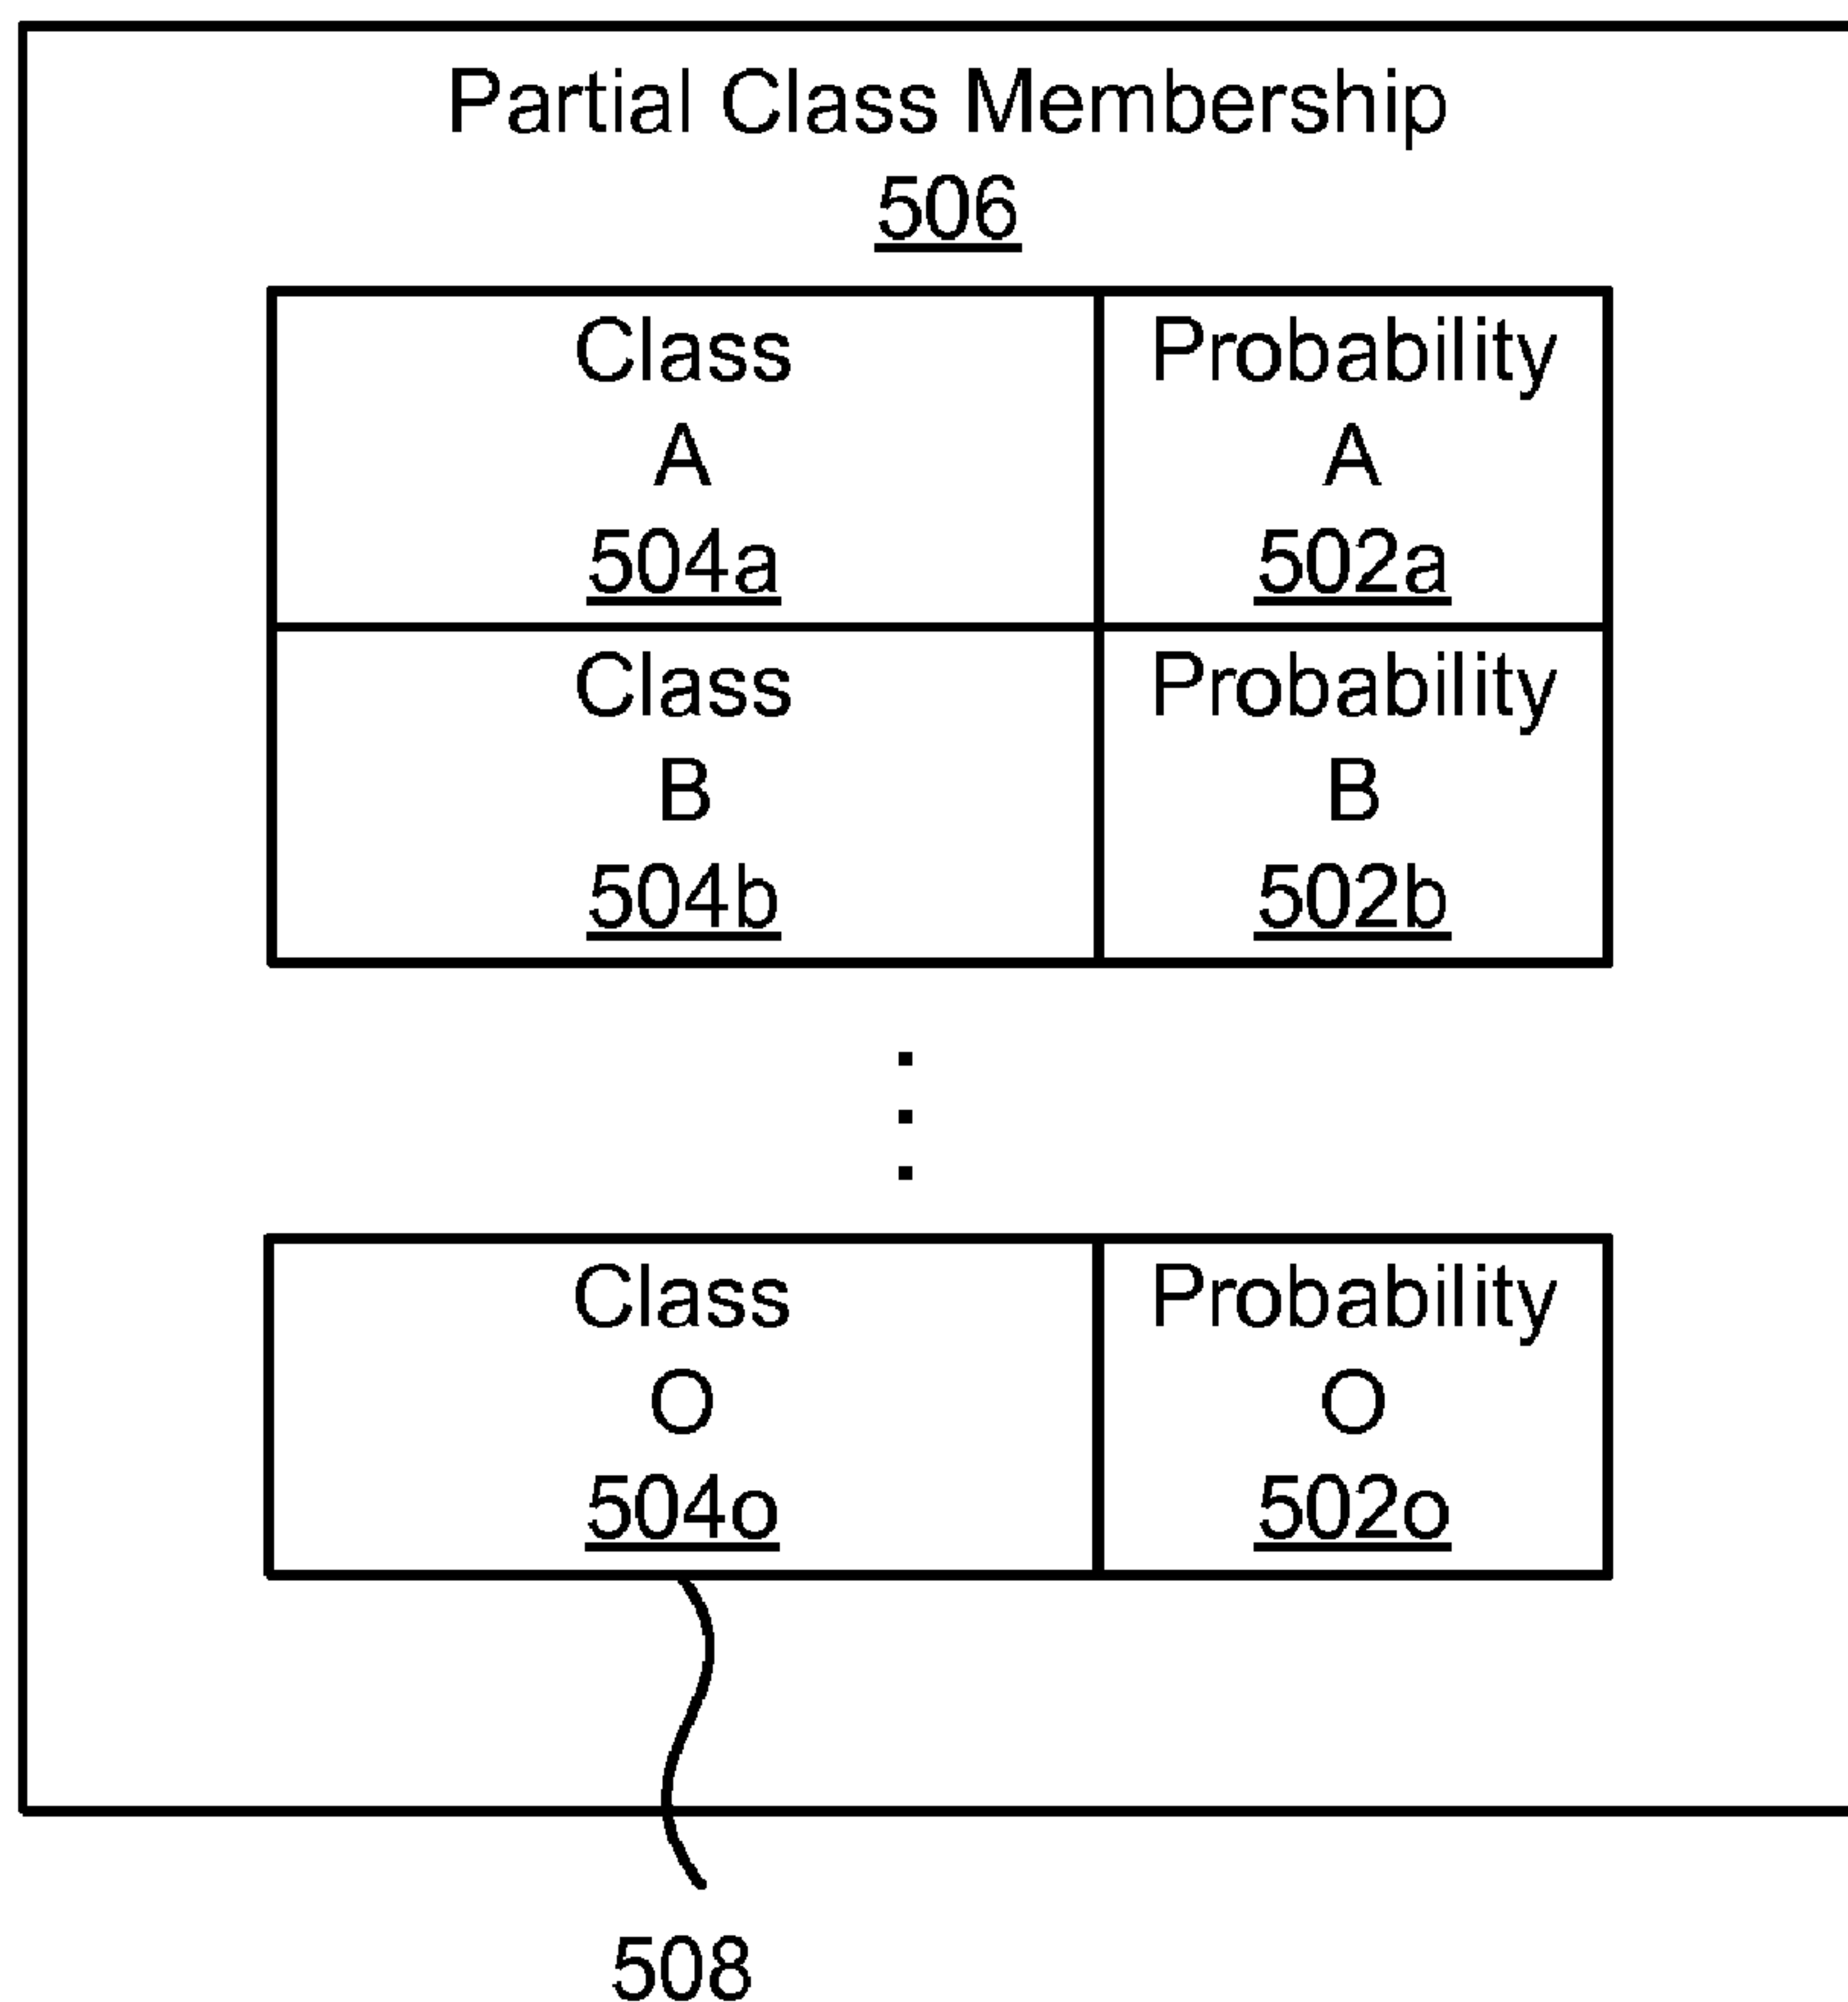 Partial Class Membership
506
Class
A
504a
Probability
A
502a
Class
B
504b
Probability
B
502b
Class
O
504o
Probability
O
502o
508